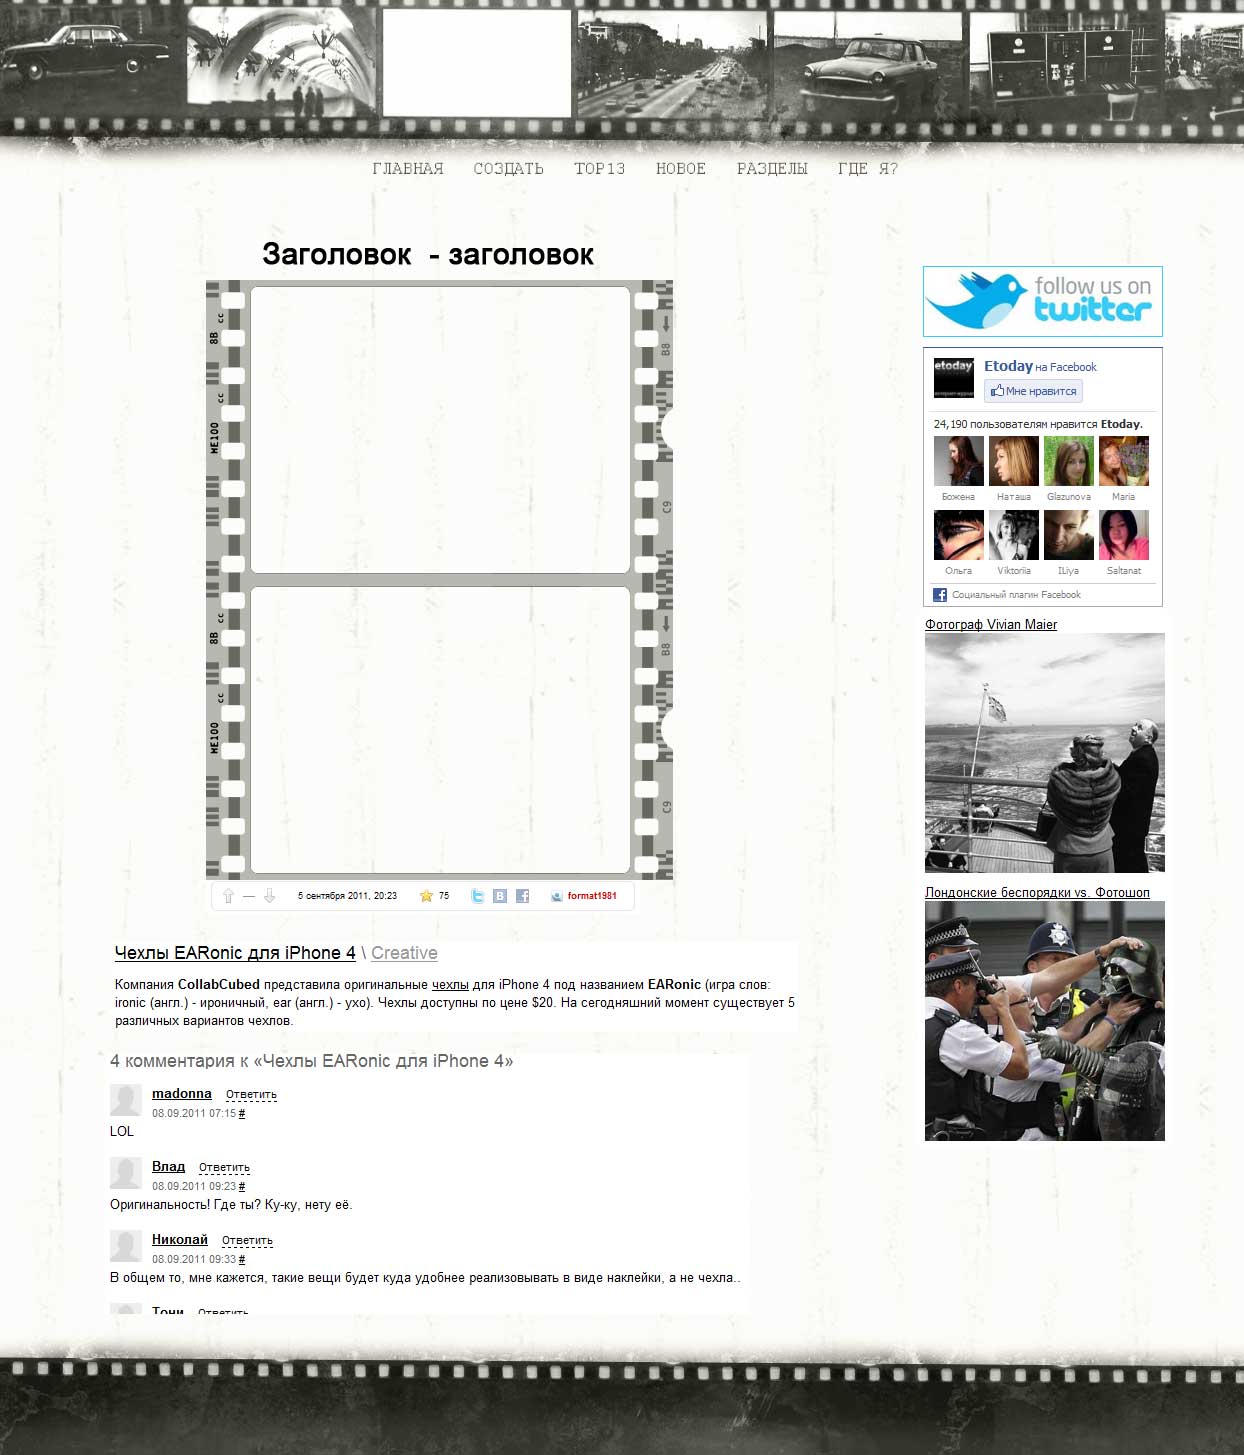 ГЛАВНАЯ СОЗДАТЬ TOP13 НОВОЕ РАЗДЕЛЫ ГДЕ Я?
Заголовок - заголовок
8B cc
ME100 cc
B8
C9
8B cc
ME100 cc
B8
C9
5 сентября 2011, 20:23 75 format1981
Чехлы EARonic для iPhone 4 \ Creative
Компания CollabCubed представила оригинальные чехлы для iPhone 4 под названием EARonic (игра слов:
ironic (англ.) - ироничный, ear (англ.) - ухо). Чехлы доступны по цене $20. На сегодняшний момент существует 5
различных вариантов чехлов.
4 комментария к «Чехлы EARonic для iPhone 4»
madonna Ответить
08.09.2011 07:15 #
LOL
Влад Ответить
08.09.2011 09:23 #
Оригинальность! Где ты? Ку-ку, нету её.
Николай Ответить
08.09.2011 09:33 #
В общем то, мне кажется, такие вещи будет куда удобнее реализовывать в виде наклейки, а не чехла..
Тони Ответить
follow us on
twitter
etoday
Etoday на Facebook
Мне нравится
24,190 пользователям нравится Etoday.
Божена Наташа Glazunova Maria
Ольга Viktoriia ILiya Saltanat
Социальный плагин Facebook
Фотограф Vivian Maier
Лондонские беспорядки vs. Фотошоп